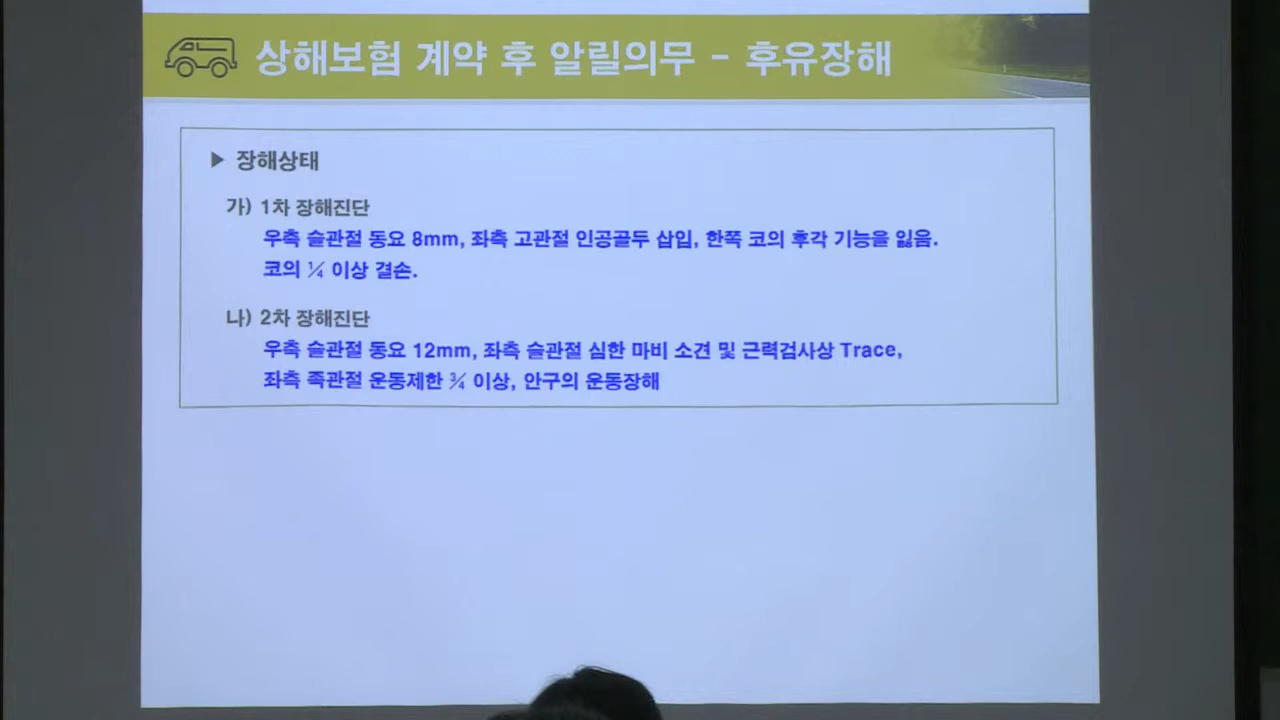 상해보험 계약 후 알릴의무 - 후유장해
▶ 장해상태
가) 1차 장해진단
우측 슬관절 동요 8mm, 좌측 고관절 인공골두 삽입, 한쪽 코의 후각 기능을 잃음.
코의 ¼ 이상 결손.
나) 2차 장해진단
우측 슬관절 동요 12mm, 좌측 슬관절 심한 마비 소견 및 근력검사상 Trace,
좌측 족관절 운동제한 ¾ 이상, 안구의 운동장해